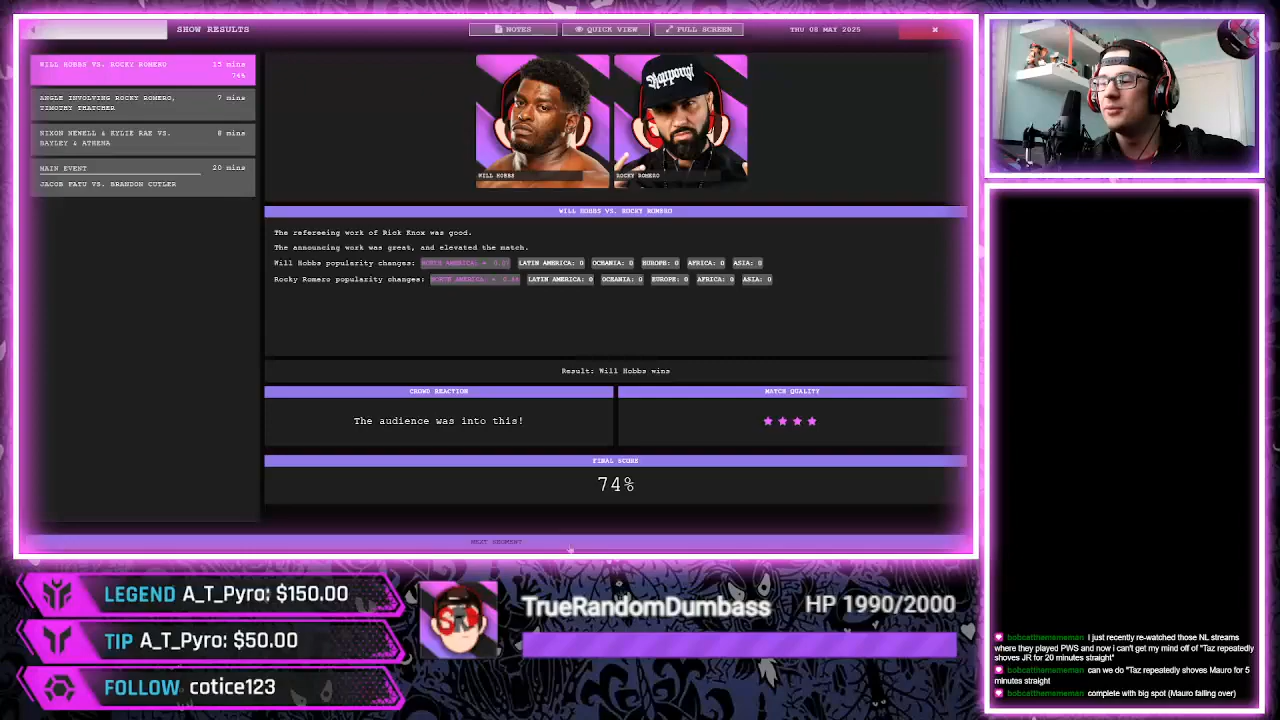 SHOW RESULTS
NOTES
QUICK VIEW
FULL SCREEN
THU 08 MAY 2025
WILL HOBBS VS. ROCKY ROMERO
15 mins
74%
ANGLE INVOLVING ROCKY ROMERO,
TIMOTHY THATCHER
7 mins
NIXON NEWELL & KYLIE RAE VS.
BAYLEY & ATHENA
8 mins
MAIN EVENT
20 mins
JACOB FATU VS. BRANDON CUTLER
WILL HOBBS
ROCKY ROMERO
WILL HOBBS VS. ROCKY ROMERO
The refereeing work of Rick Knox was good.
The announcing work was great, and elevated the match.
Will Hobbs popularity changes: NORTH AMERICA: LATIN AMERICA: 0 OCEANIA: 0 EUROPE: 0 AFRICA: 0 ASIA: 0
Rocky Romero popularity changes: NORTH AMERICA: LATIN AMERICA: 0 OCEANIA: 0 EUROPE: 0 AFRICA: 0 ASIA: 0
Result: Will Hobbs wins
CROWD REACTION
MATCH QUALITY
The audience was into this!
FINAL SCORE
74%
NEXT SEGMENT
LEGEND A_T_Pyro: $150.00
TIP A_T_Pyro: $50.00
FOLLOW cotice123
TrueRandomDumbass
HP 1990/2000
bobcatthemememan I just recently re-watched those NL streams
where they played PWS and now i can't get my mind off of "Taz repeatedly
shoves JR for 20 minutes straight"
bobcatthemememan can we do "Taz repeatedly shoves Mauro for 5
minutes straight
bobcatthemememan complete with big spot (Mauro falling over)